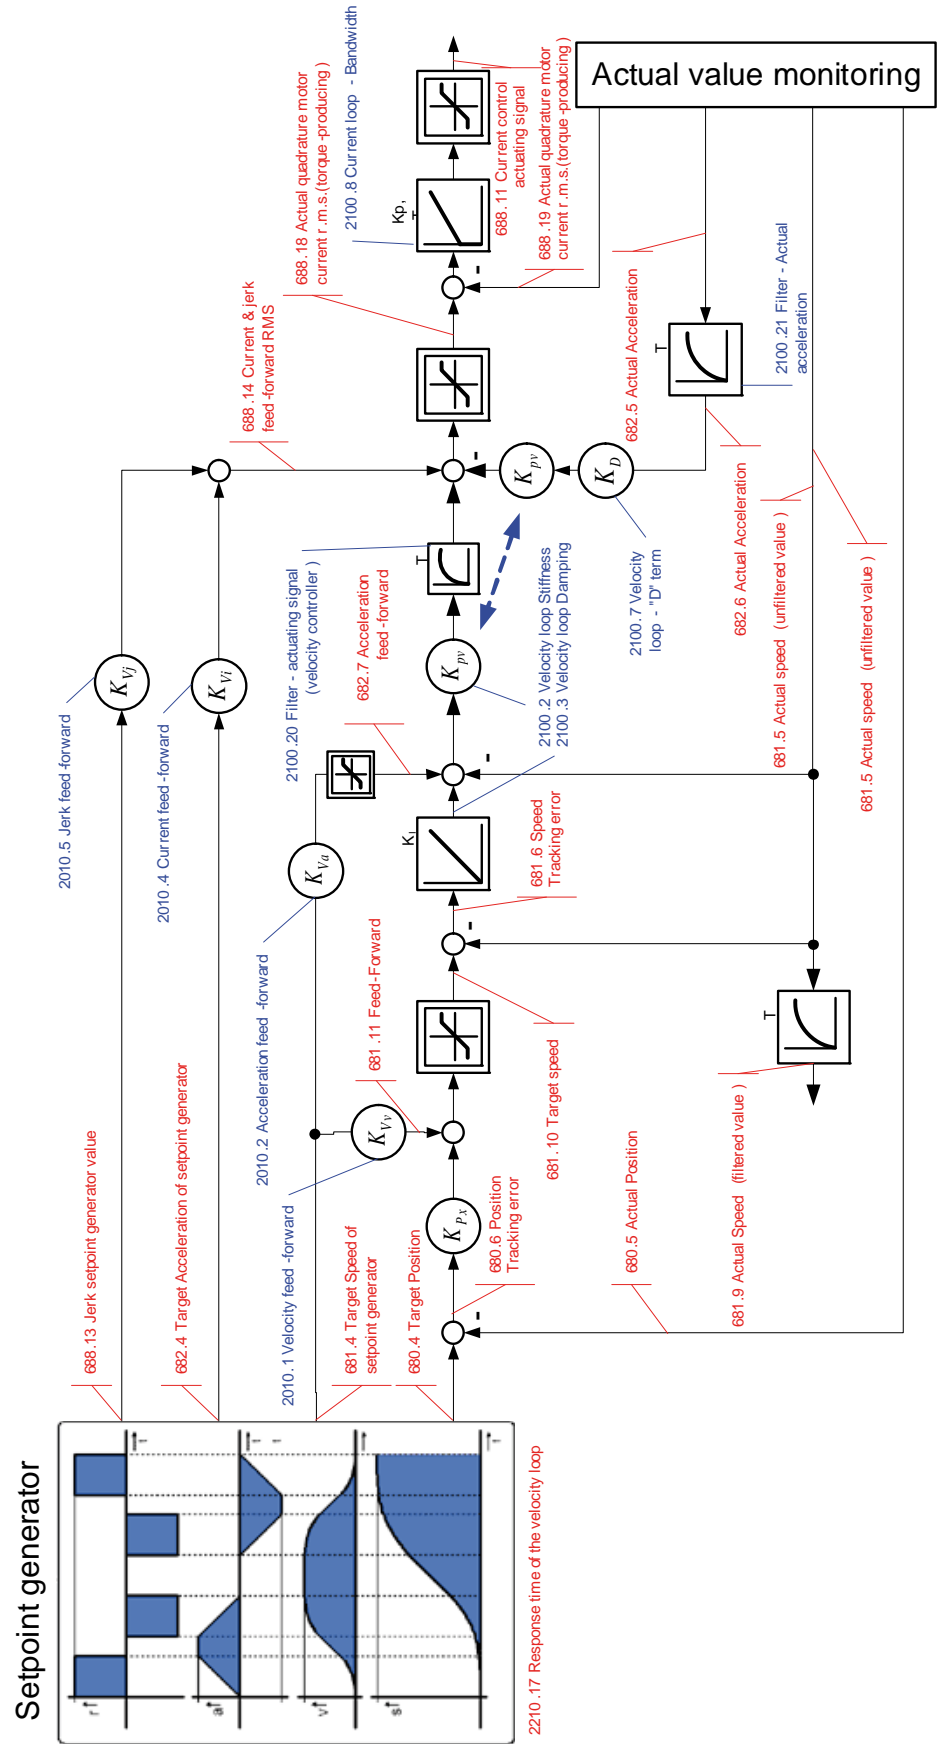 Setpoint generator
r
a
v
s
t
t
t
t
2210 .17 Response time of the velocity loop
688.13 Jerk setpoint generator value
682.4 Target Acceleration of setpoint generator
681.4 Target Speed of
setpoint generator
680.4 Target Position
2010.5 Jerk feed -forward
2010.4 Current feed -forward
2010.2 Acceleration feed -forward
2010.1 Velocity feed -forward
K_Vj
K_Vi
K_Va
K_Vv
K_Px
680.6 Position
Tracking error
680.5 Actual Position
681.11 Feed-Forward
681.10 Target speed
681.6 Speed
Tracking error
K_I
682.7 Acceleration
feed -forward
K_pv
2100 .2 Velocity loop Stiffness
2100 .3 Velocity loop Damping
2100 .20 Filter - actuating signal
(velocity controller )
T
688 .14 Current & jerk
feed -forward RMS
688.18 Actual quadrature motor
current r .m.s.(torque -producing)
2100 .8 Current loop - Bandwidth
Kp,
T
688.11 Current control
actuating signal
688.19 Actual quadrature motor
current r .m.s.(torque -producing)
K_pv
K_D
2100.7 Velocity
loop - "D" term
682.5 Actual Acceleration
T
2100 .21 Filter - Actual
acceleration
682.6 Actual Acceleration
681.5 Actual speed (unfiltered value )
681.5 Actual speed (unfiltered value )
T
681.9 Actual Speed (filtered value )
Actual value monitoring
-
-
-
-
-